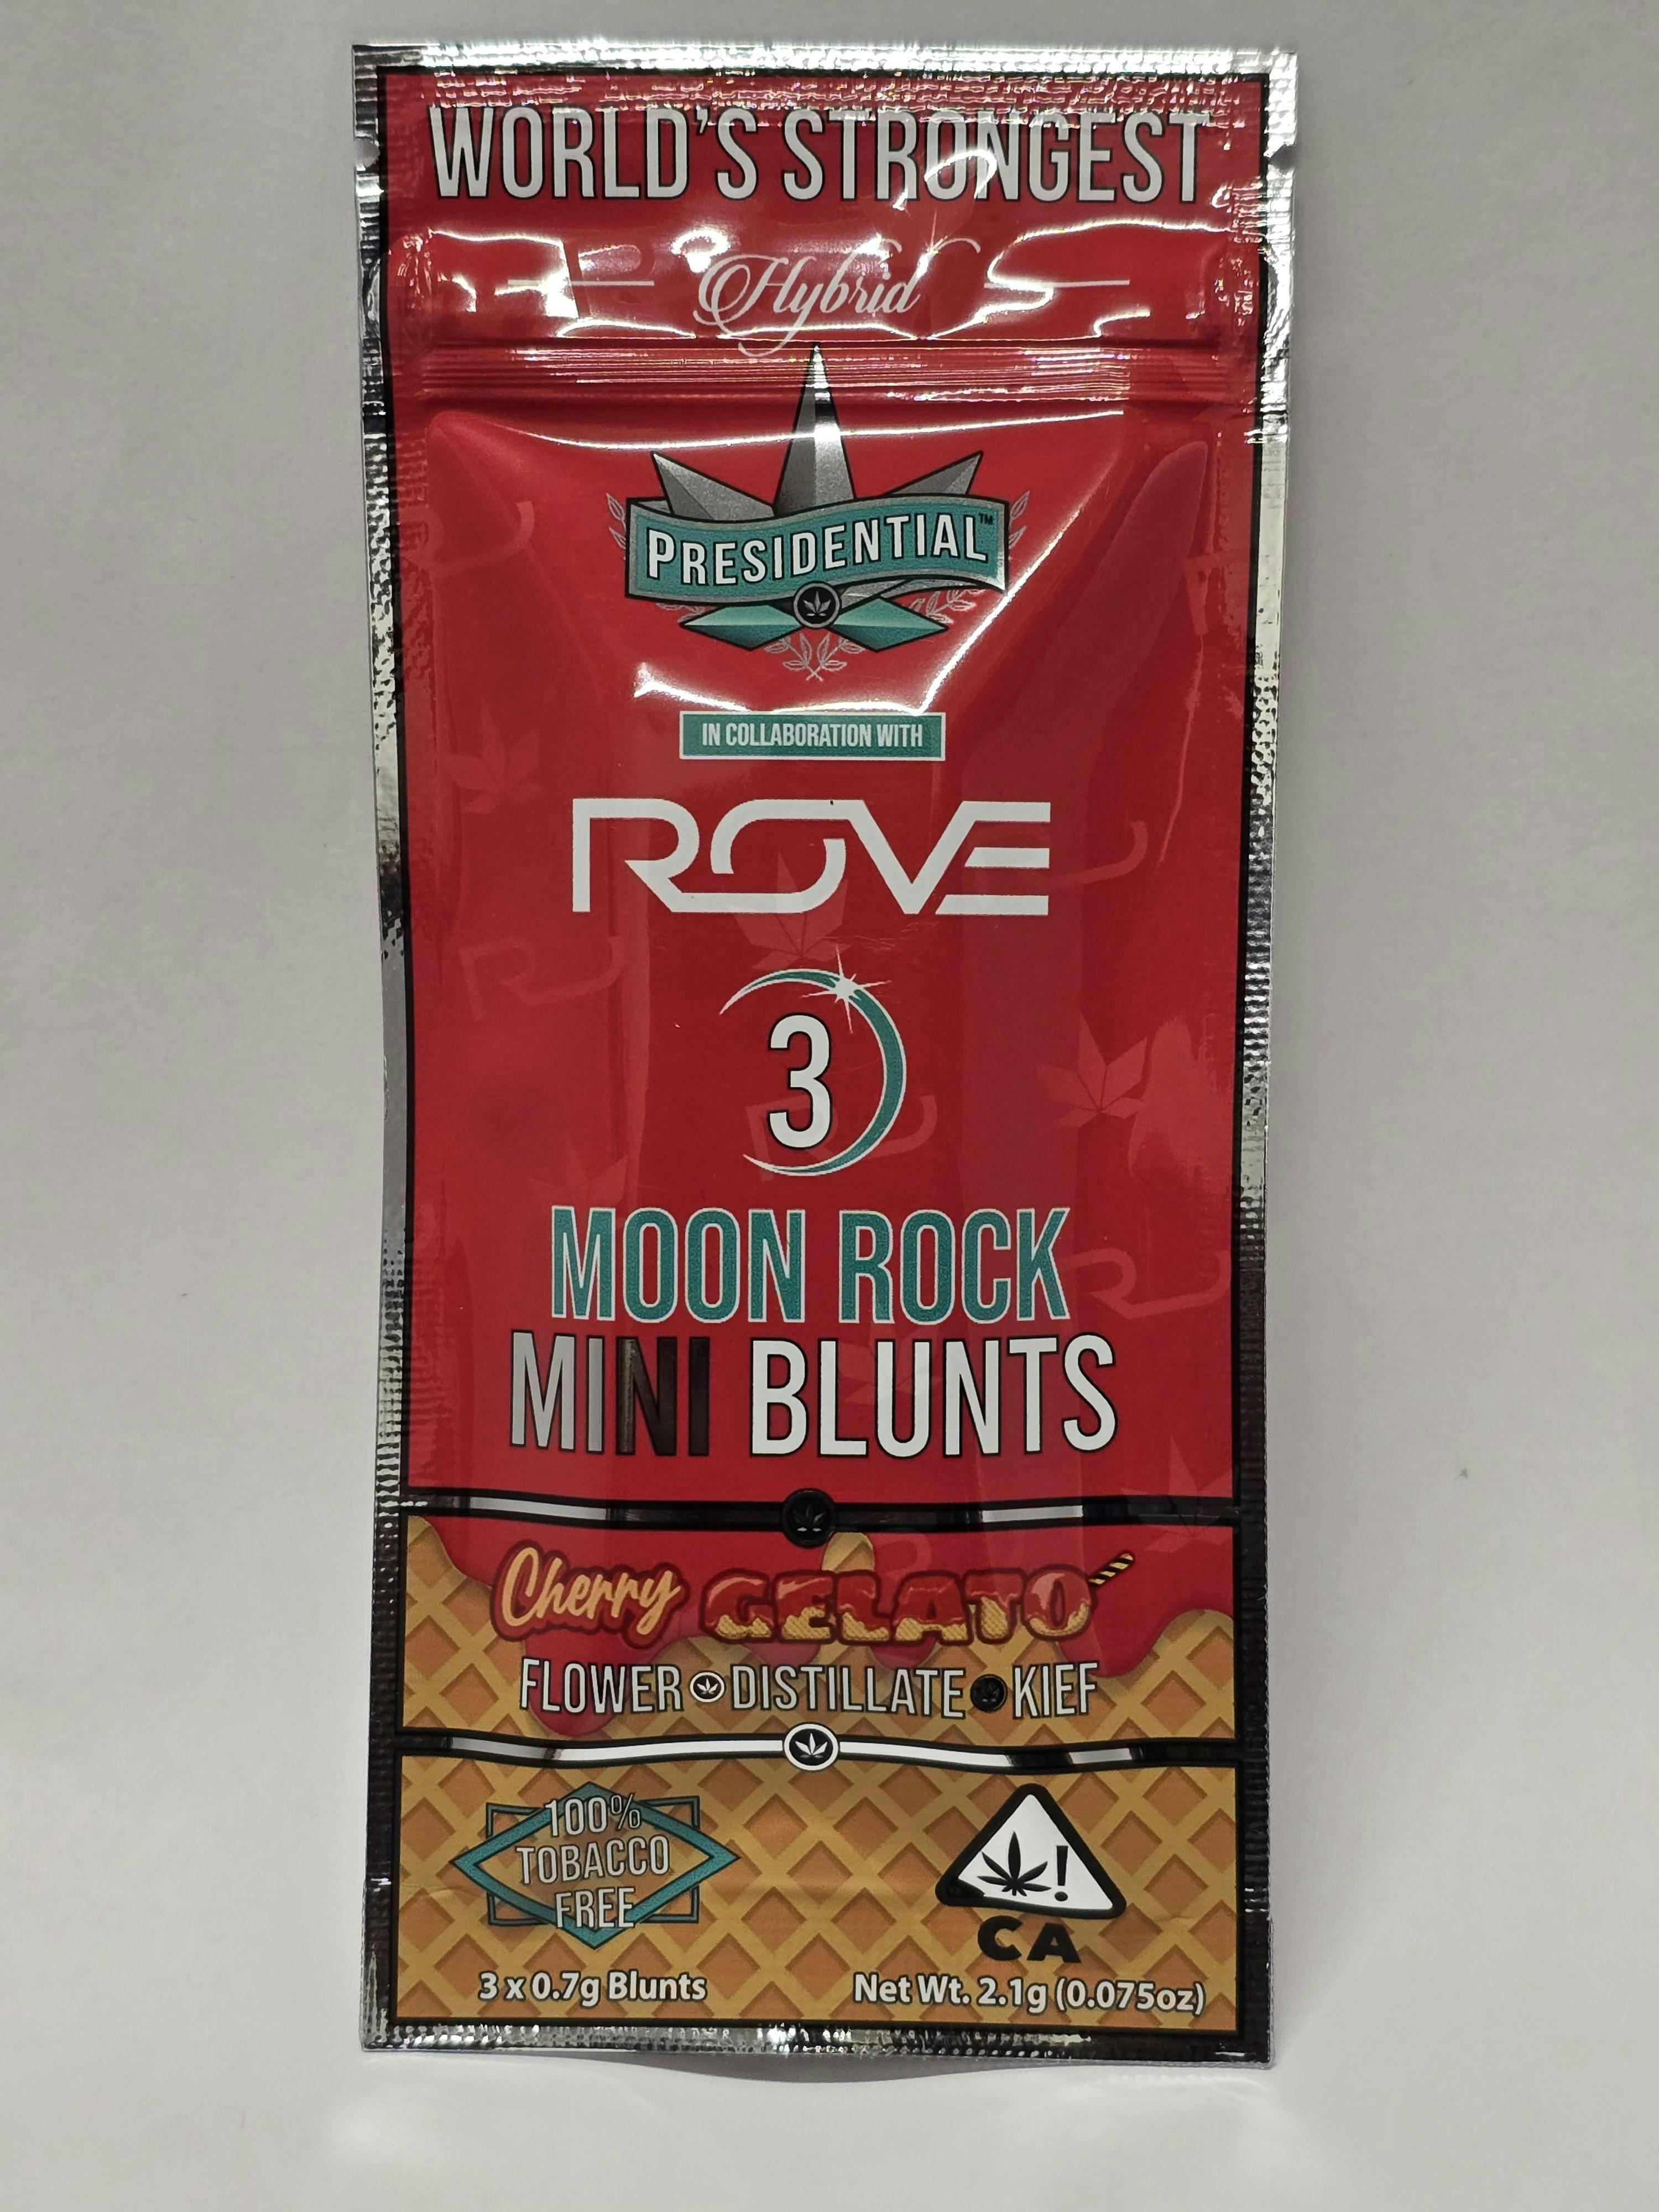 WORLD'S STRONGEST
Hybrid
PRESIDENTIAL™
IN COLLABORATION WITH
ROVE
3
MOON ROCK
MINI BLUNTS
Cherry GELATO
FLOWER DISTILLATE KIEF
100%
TOBACCO
FREE
!
CA
3 x 0.7g Blunts
Net Wt. 2.1g (0.075oz)